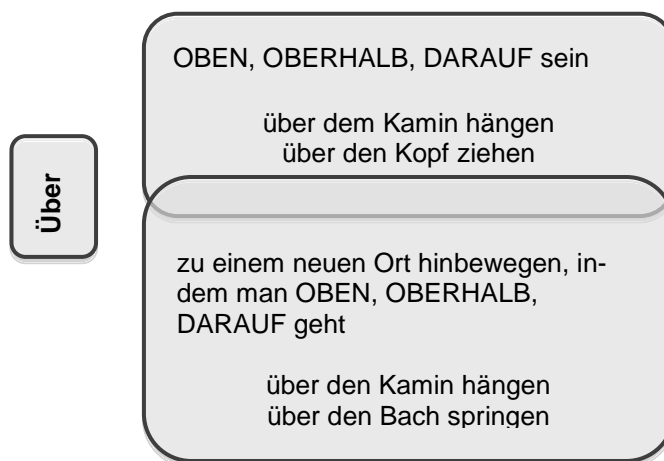 Über
OBEN, OBERHALB, DARAUF sein
über dem Kamin hängen
über den Kopf ziehen
zu einem neuen Ort hinbewegen, in-
dem man OBEN, OBERHALB,
DARAUF geht
über den Kamin hängen
über den Bach springen